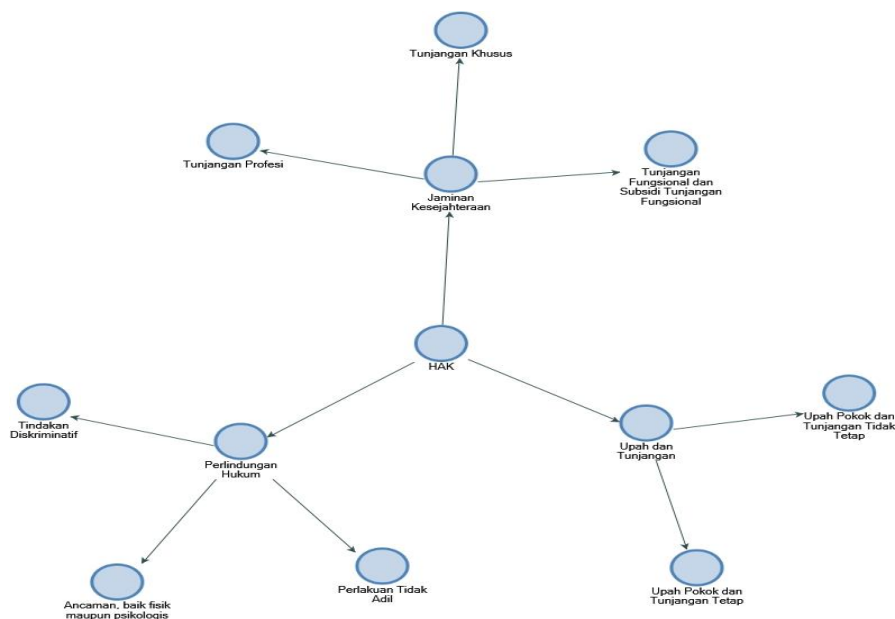 Tunjangan Khusus
Tunjangan Profesi
Tunjangan
Fungsional dan
Subsidi Tunjangan
Fungsional
Jaminan
Kesejahteraan
HAK
Tindakan
Diskriminatif
Perlindungan
Hukum
Upah dan
Tunjangan
Upah Pokok dan
Tunjangan Tidak
Tetap
Ancaman, baik fisik
maupun psikologis
Perlakuan Tidak
Adil
Upah Pokok dan
Tunjangan Tetap